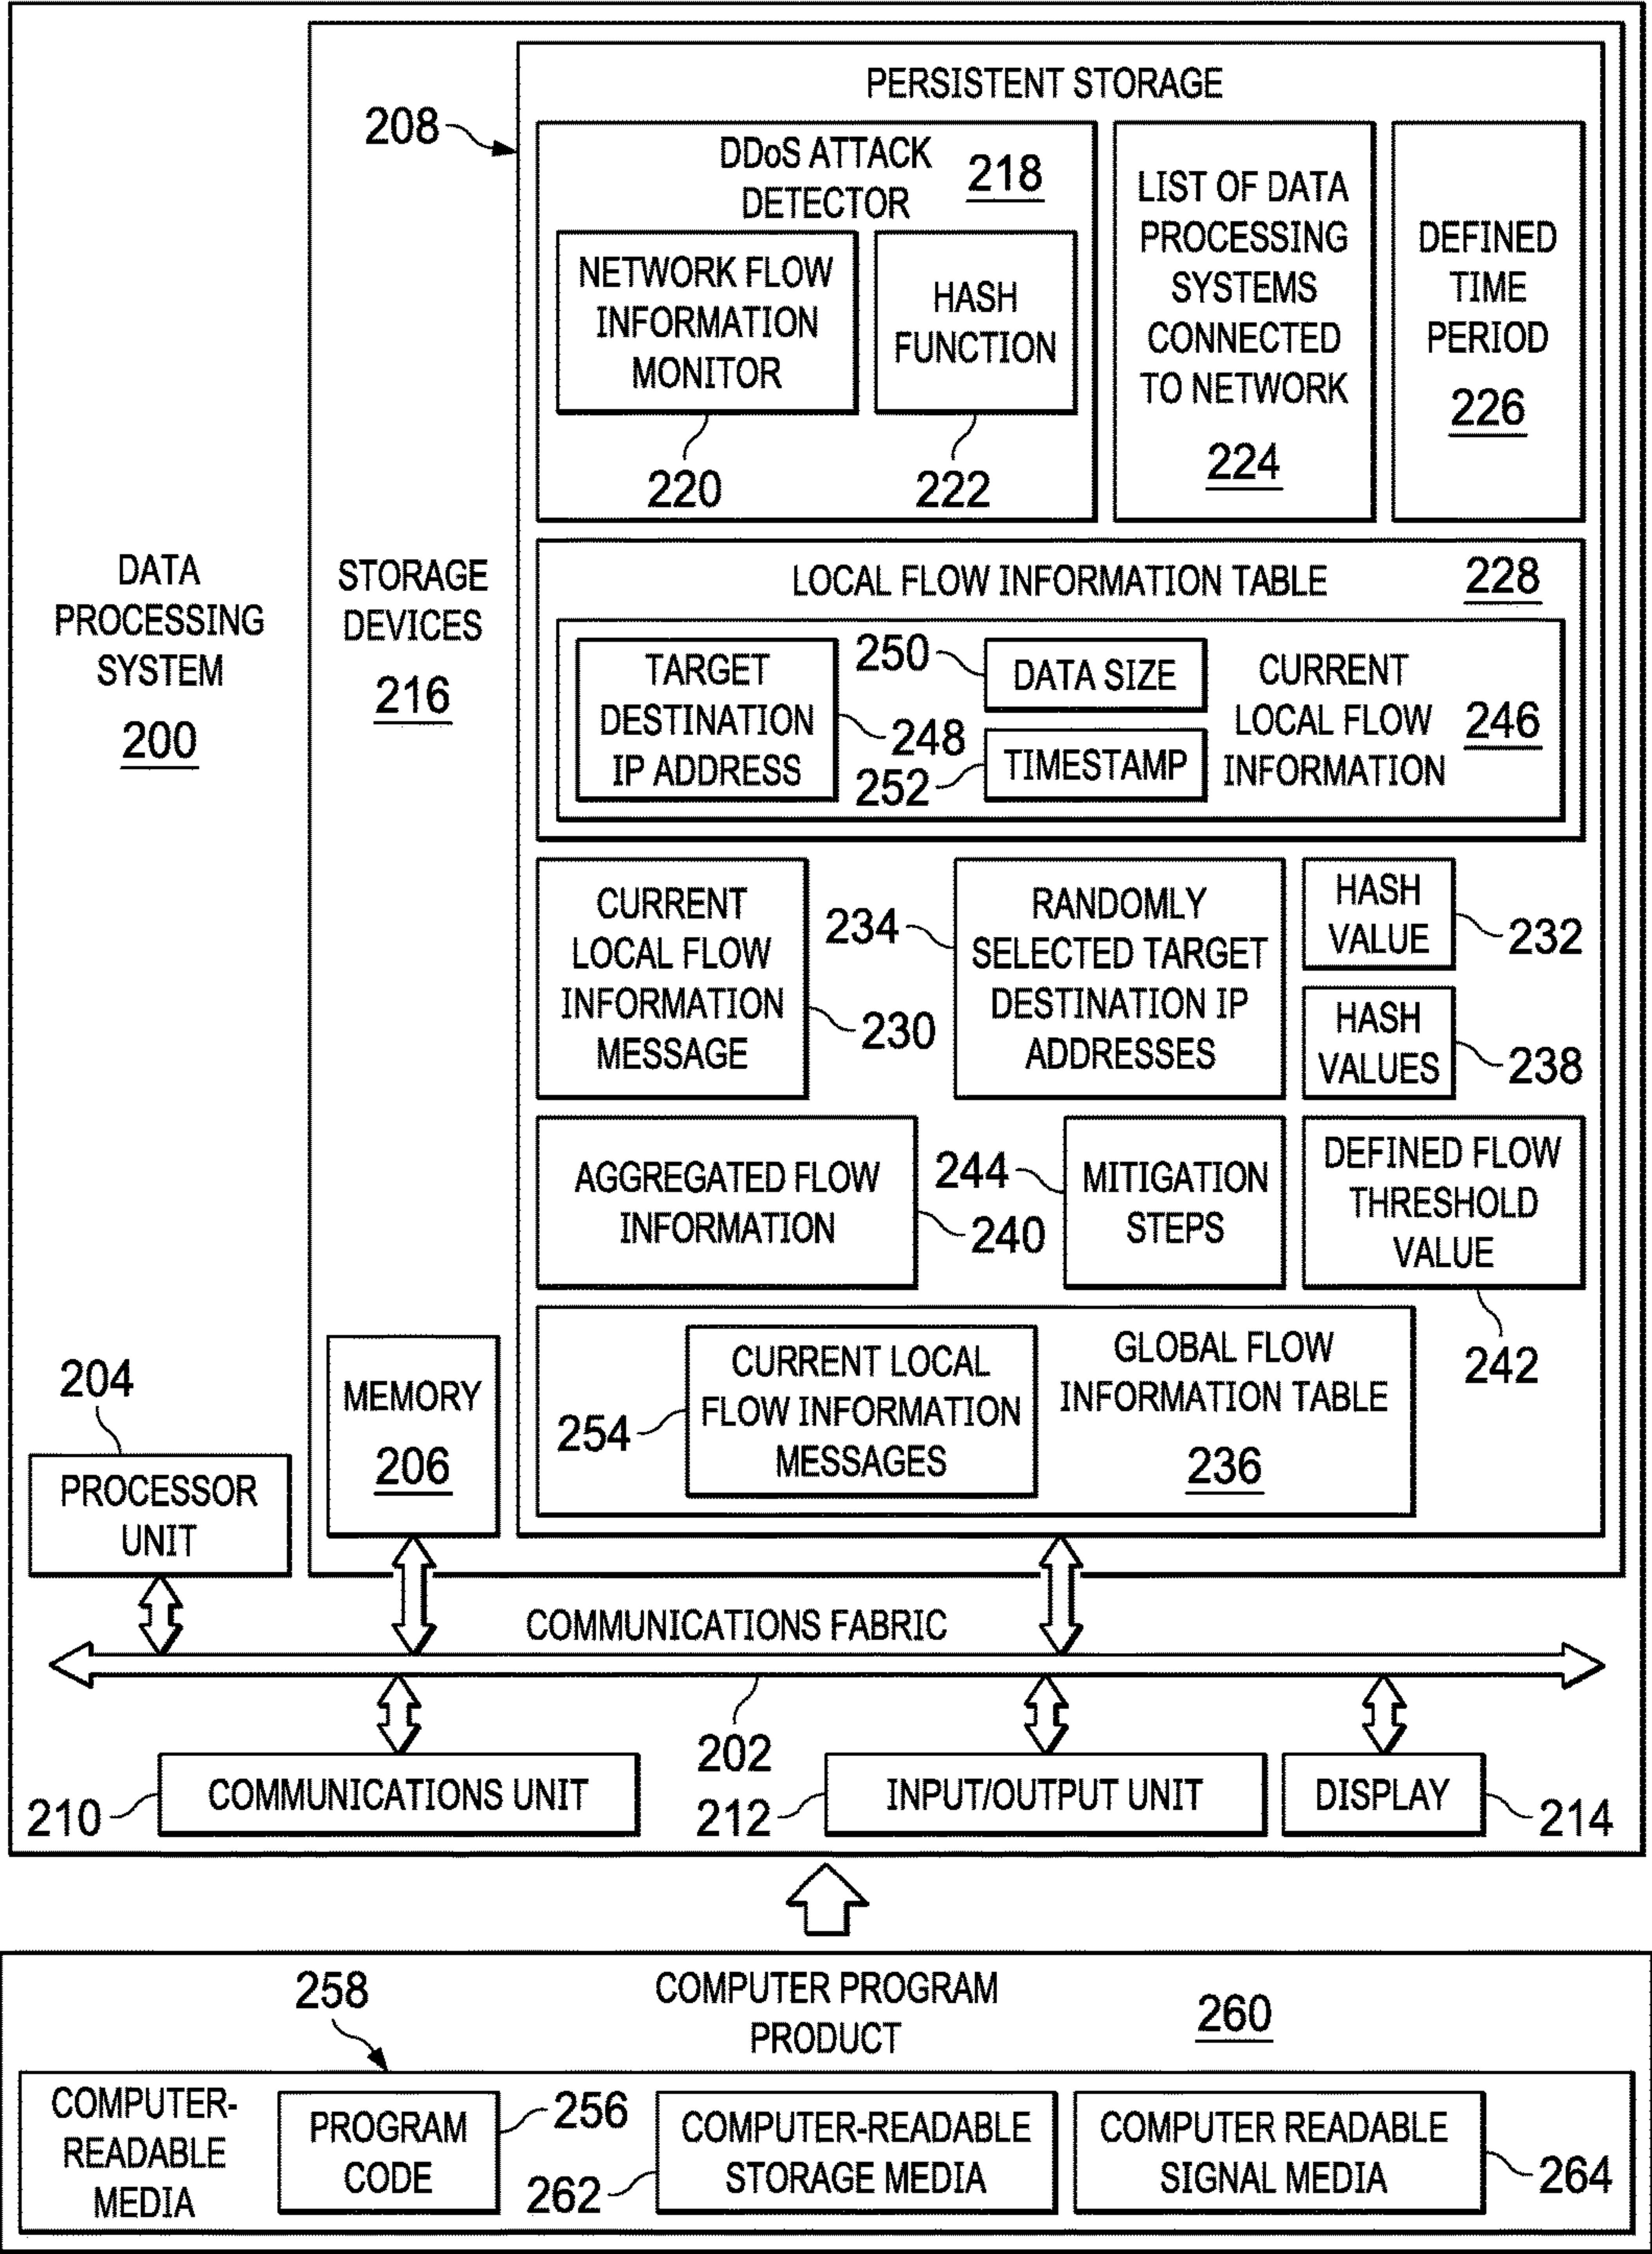 PERSISTENT STORAGE
208
DDoS ATTACK
DETECTOR
218
NETWORK FLOW
INFORMATION
MONITOR
220
HASH
FUNCTION
222
LIST OF DATA
PROCESSING
SYSTEMS
CONNECTED
TO NETWORK
224
DEFINED
TIME
PERIOD
226
DATA
PROCESSING
SYSTEM
200
STORAGE
DEVICES
216
LOCAL FLOW INFORMATION TABLE
228
TARGET
DESTINATION
IP ADDRESS
248
250
DATA SIZE
252
TIMESTAMP
CURRENT
LOCAL FLOW
INFORMATION
246
CURRENT
LOCAL FLOW
INFORMATION
MESSAGE
230
234
RANDOMLY
SELECTED TARGET
DESTINATION IP
ADDRESSES
HASH
VALUE
232
HASH
VALUES
238
AGGREGATED FLOW
INFORMATION
240
244
MITIGATION
STEPS
DEFINED FLOW
THRESHOLD
VALUE
242
254
CURRENT LOCAL
FLOW INFORMATION
MESSAGES
GLOBAL FLOW
INFORMATION TABLE
236
MEMORY
206
204
PROCESSOR
UNIT
COMMUNICATIONS FABRIC
202
210
COMMUNICATIONS UNIT
212
INPUT/OUTPUT UNIT
DISPLAY
214
COMPUTER PROGRAM
PRODUCT
260
258
COMPUTER-
READABLE
MEDIA
PROGRAM
CODE
256
262
COMPUTER-READABLE
STORAGE MEDIA
COMPUTER READABLE
SIGNAL MEDIA
264